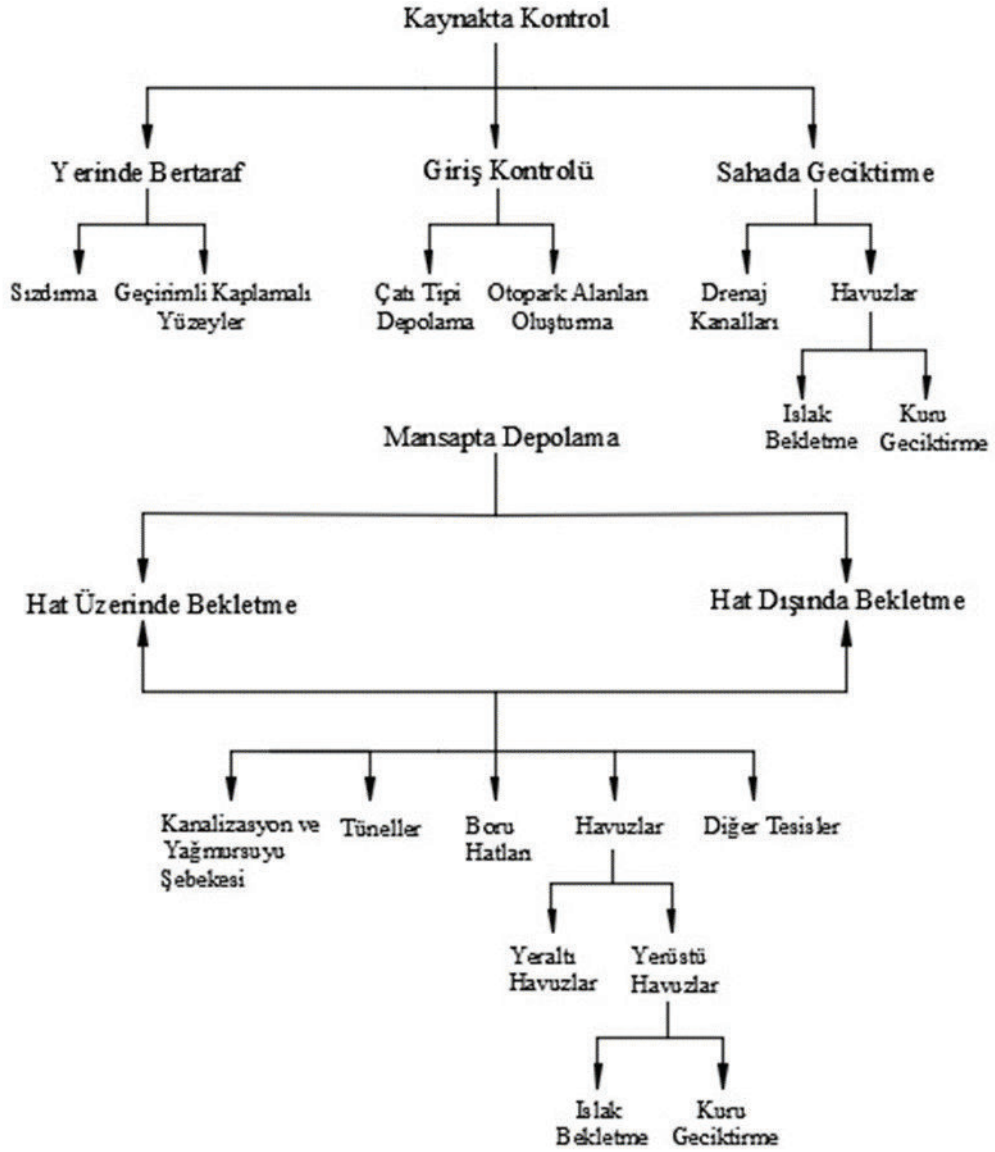 Kaynakta Kontrol
Yerinde Bertaraf
Giriş Kontrolü
Sahada Geciktirme
Sızdırma
Geçirimli Kaplamalı
Yüzeyler
Çatı Tipi
Depolama
Otopark Alanları
Oluşturma
Drenaj
Kanalları
Havuzlar
Islak
Bekletme
Kuru
Geciktirme
Mansapta Depolama
Hat Üzerinde Bekletme
Hat Dışında Bekletme
Kanalizasyon ve
Yağmursuyu
Şebekesi
Tüneller
Boru
Hatları
Havuzlar
Diğer Tesisler
Yeraltı
Havuzlar
Yerüstü
Havuzlar
Islak
Bekletme
Kuru
Geciktirme